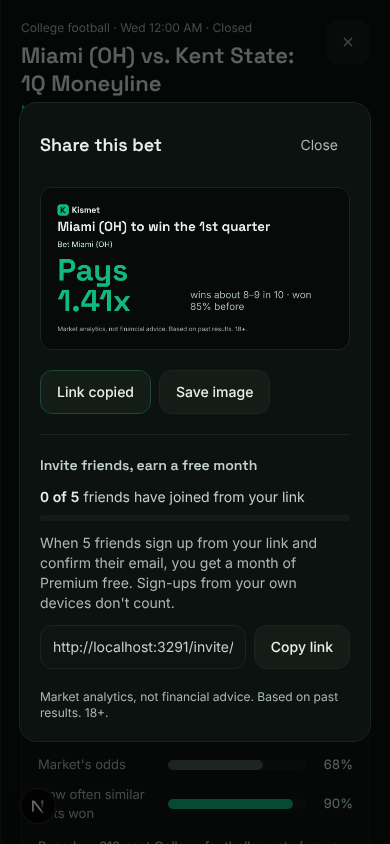 College football · Wed 12:00 AM · Closed
Miami (OH) vs. Kent State:
1Q Moneyline
×
Share this bet
Close
K Kismet
Miami (OH) to win the 1st quarter
Bet Miami (OH)
Pays
1.41x
wins about 8–9 in 10 · won
85% before
Market analytics, not financial advice. Based on past results. 18+.
Link copied
Save image
Invite friends, earn a free month
0 of 5 friends have joined from your link
When 5 friends sign up from your link and
confirm their email, you get a month of
Premium free. Sign-ups from your own
devices don't count.
http://localhost:3291/invite/
Copy link
Market analytics, not financial advice. Based on past
results. 18+.
Market's odds
68%
How often similar
90%
N
won